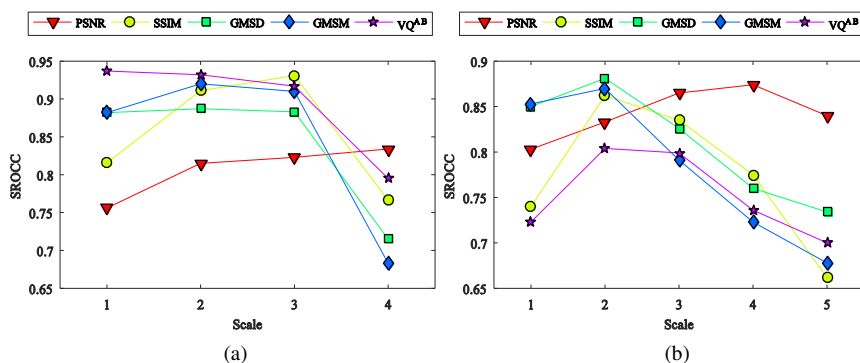 PSNR SSIM GMSD GMSM VQ^AB
0.95
0.9
0.85
0.8
0.75
0.7
0.65
SROCC
1 2 3 4
Scale
(a)
PSNR SSIM GMSD GMSM VQ^AB
0.9
0.85
0.8
0.75
0.7
0.65
SROCC
1 2 3 4 5
Scale
(b)